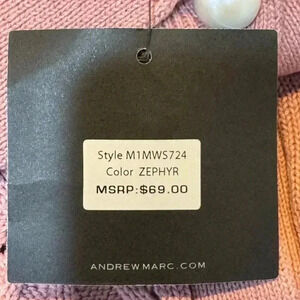 Style M1MWS724
Color ZEPHYR
MSRP:$69.00
ANDREWMARC.COM